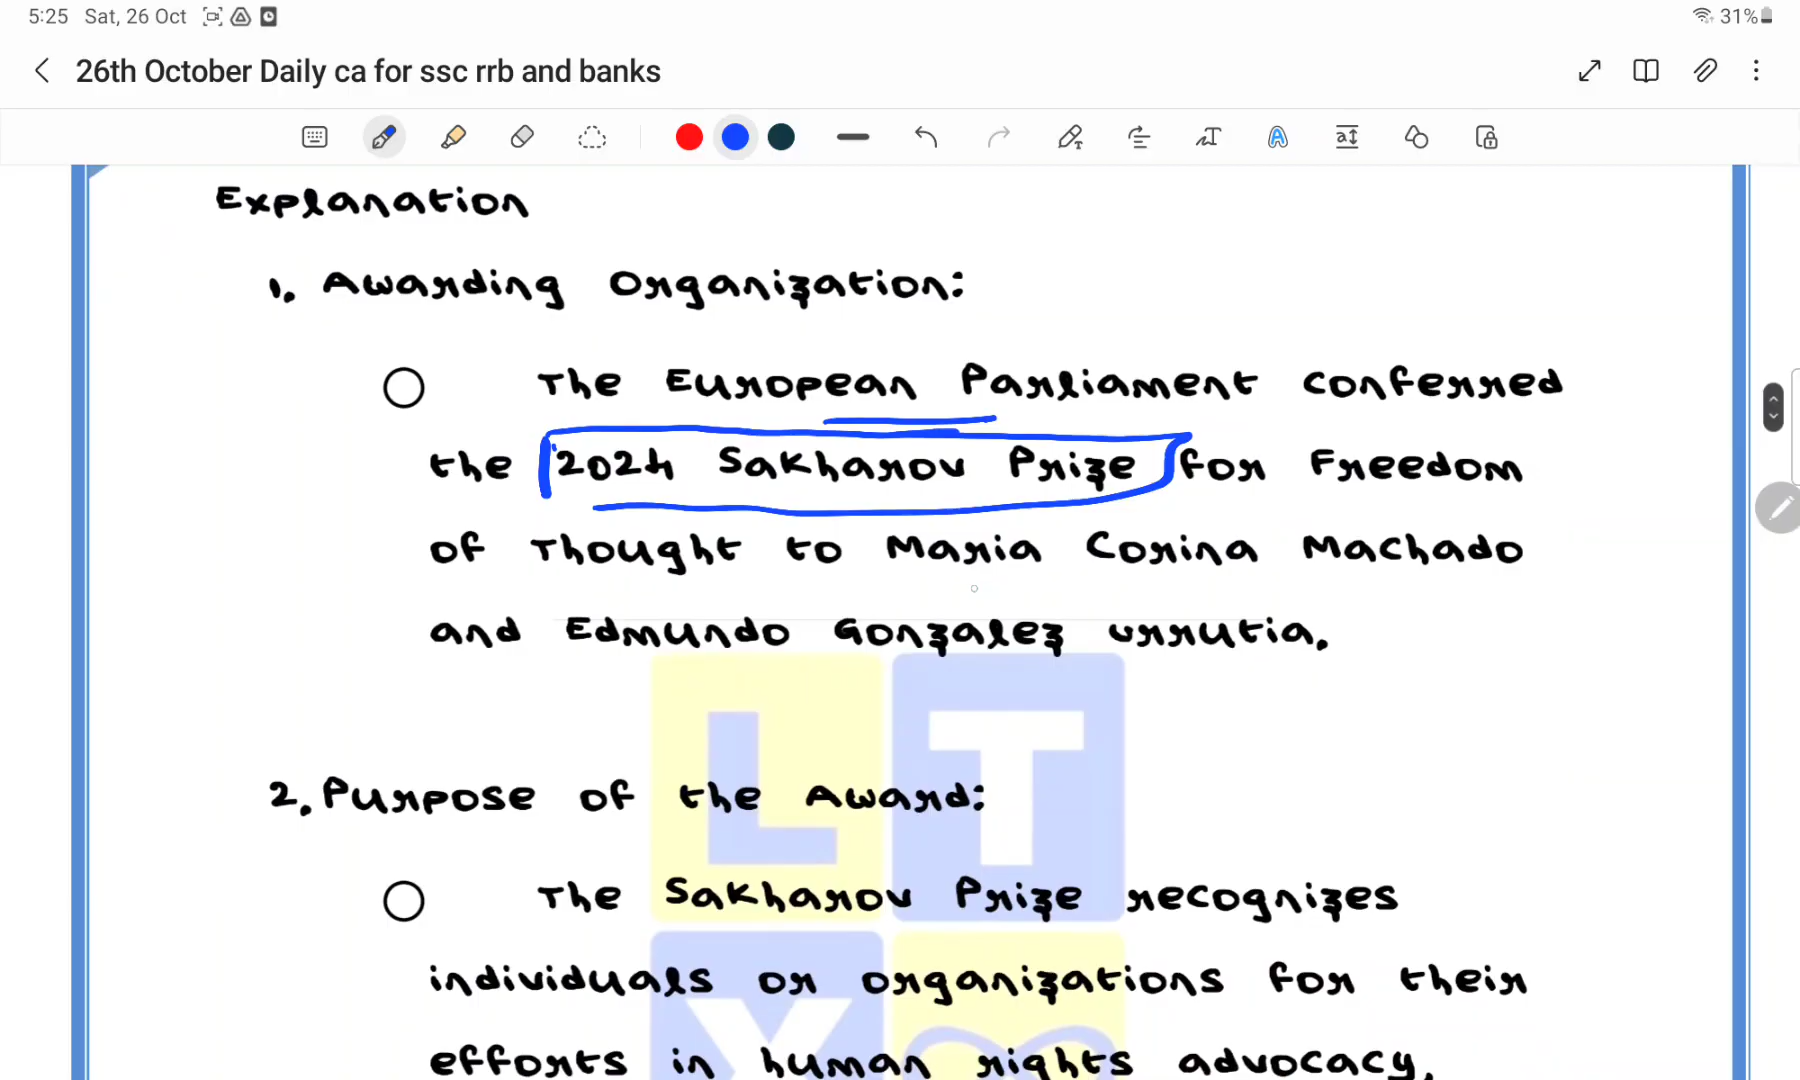 5:25 Sat, 26 Oct 31%
26th October Daily ca for ssc rrb and banks
Explanation
1. Awarding Organization:
The European Parliament conferred
the 2024 Sakharov Prize for Freedom
of Thought to Maria Corina Machado
and Edmundo Gonzalez Urrutia.
2. Purpose of the Award:
The Sakharov Prize recognizes
individuals or organizations for their
efforts in human rights advocacy.
L T
Y